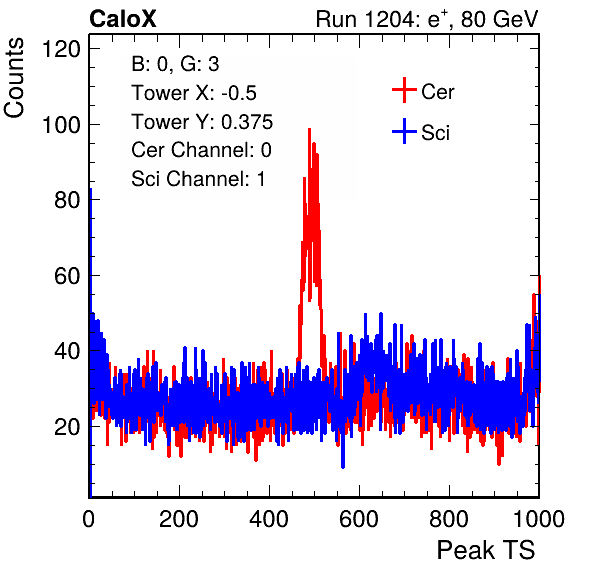 CaloX Run 1204: e⁺, 80 GeV
Counts
B: 0, G: 3
Tower X: -0.5
Tower Y: 0.375
Cer Channel: 0
Sci Channel: 1
Cer
Sci
120
100
80
60
40
20
0 200 400 600 800 1000
Peak TS